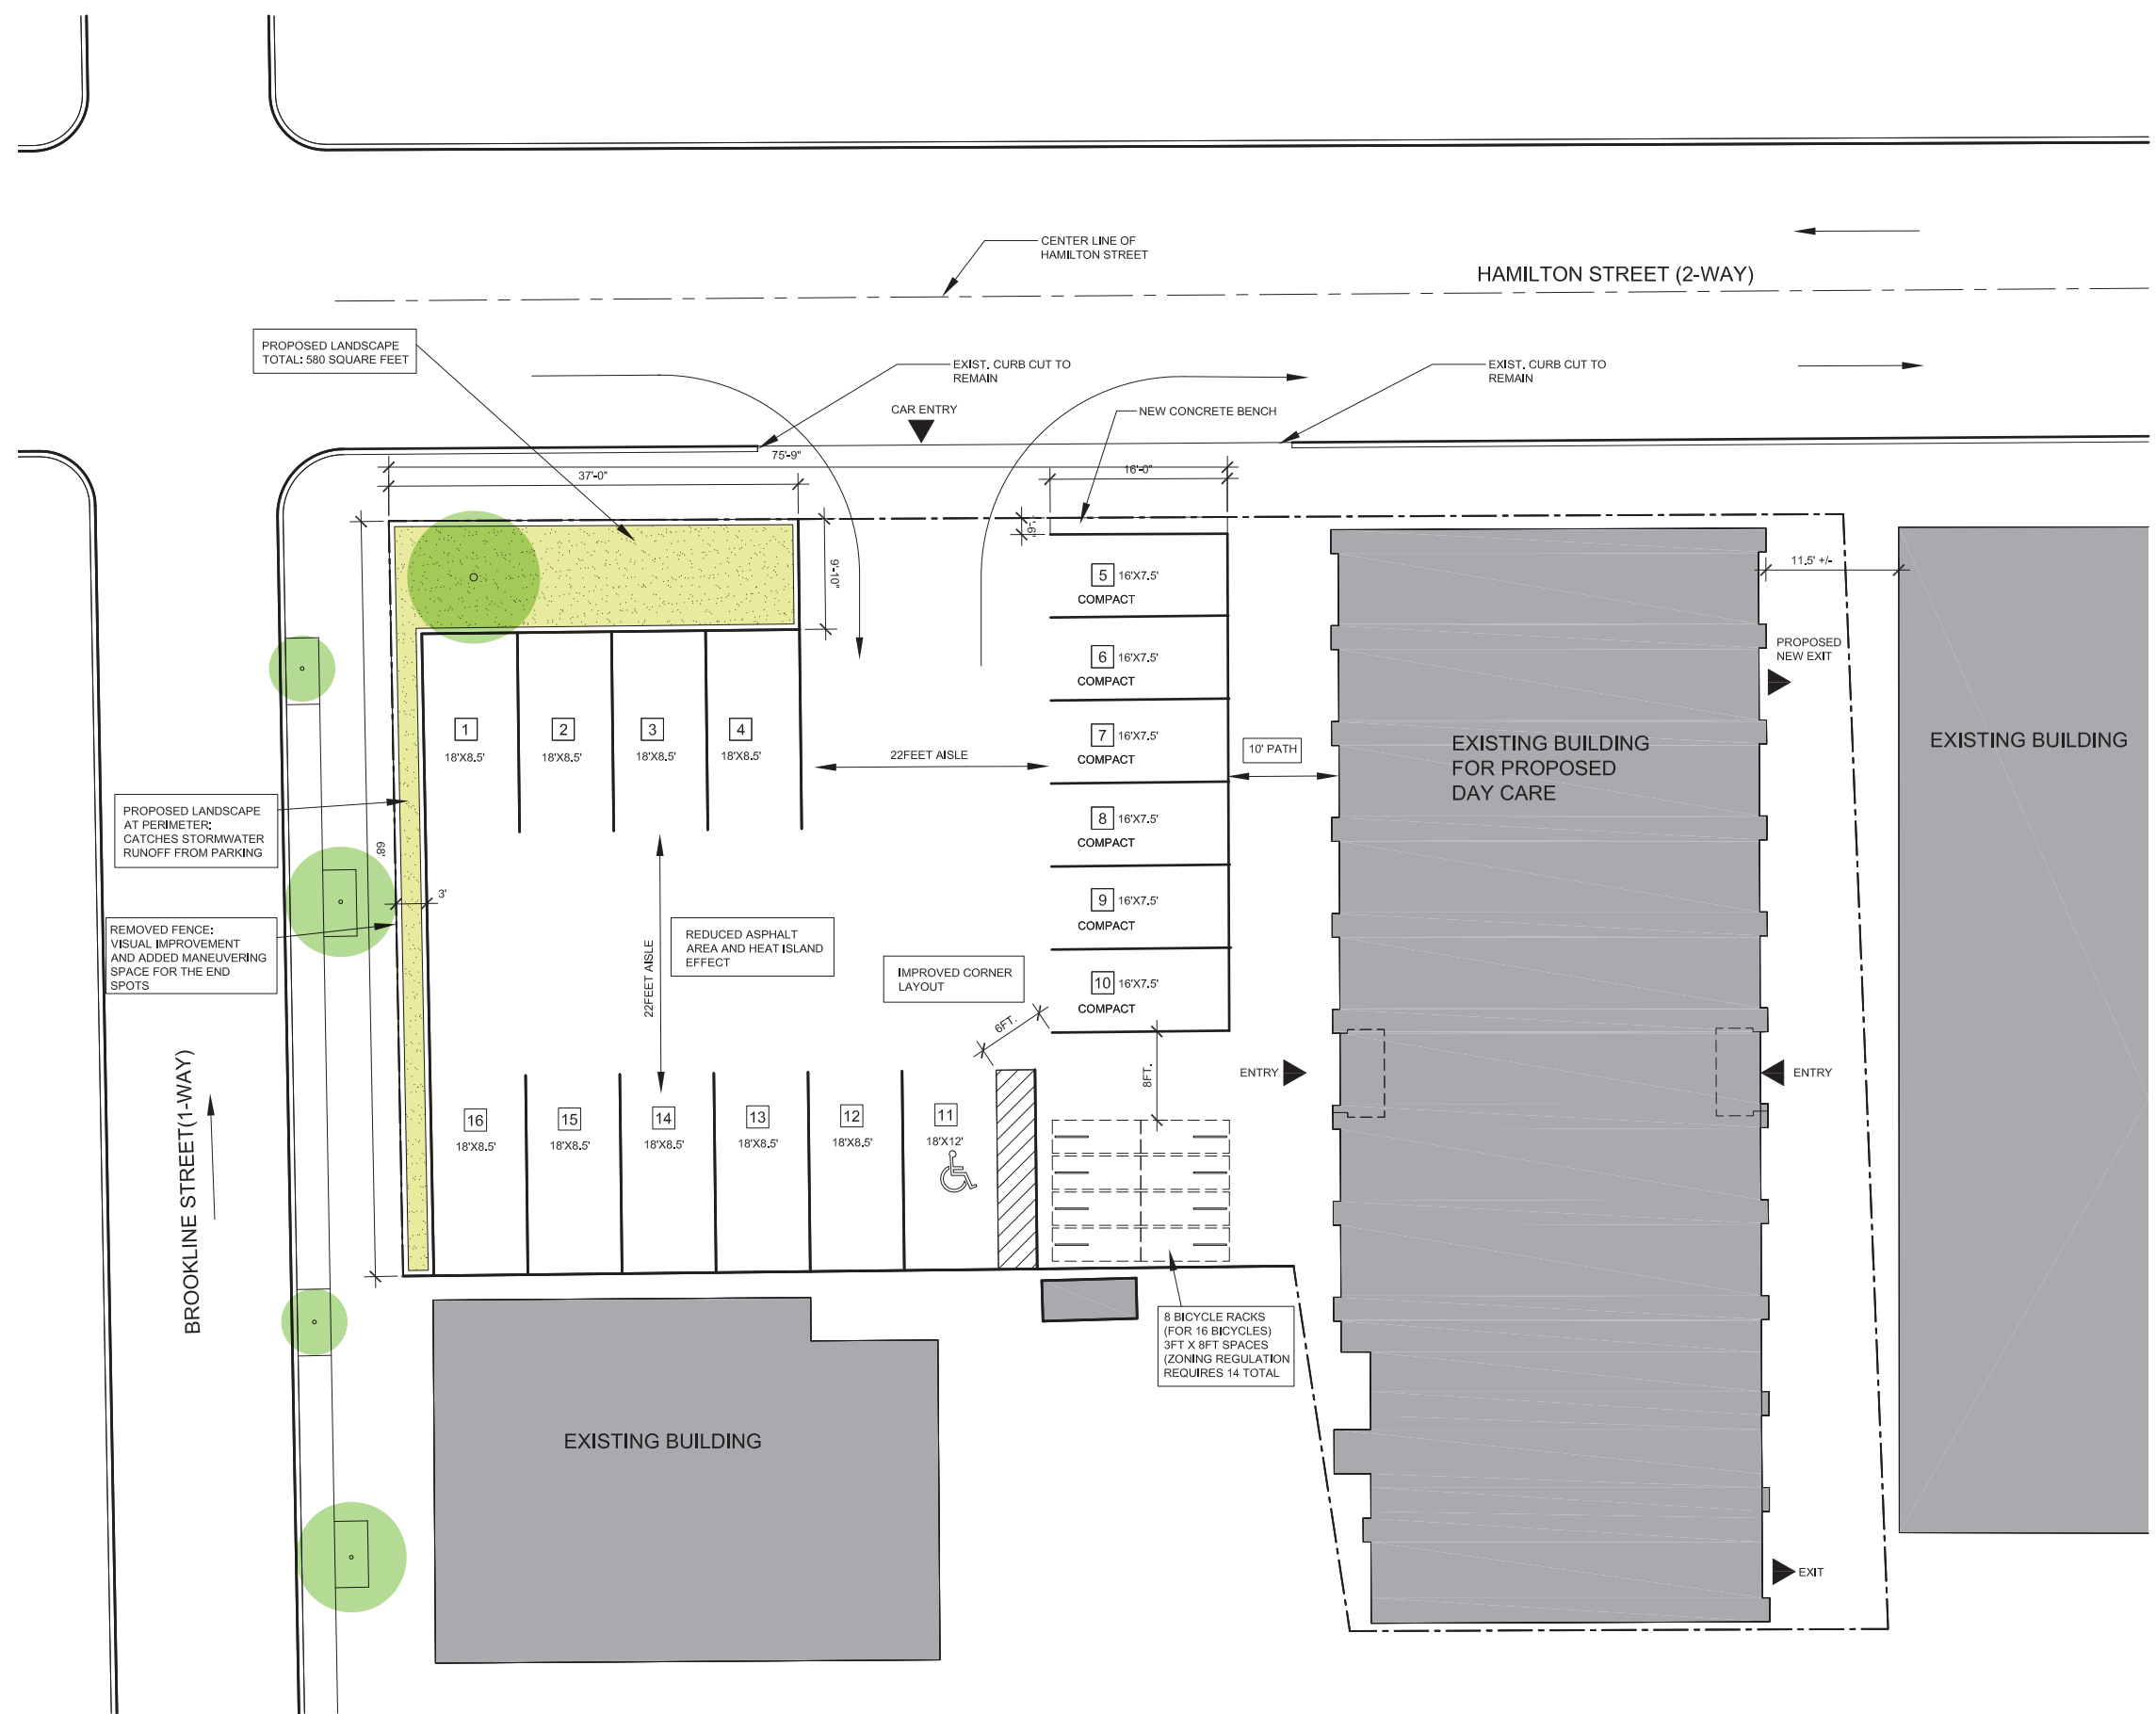 CENTER LINE OF
HAMILTON STREET
HAMILTON STREET (2-WAY)
PROPOSED LANDSCAPE
TOTAL: 580 SQUARE FEET
EXIST. CURB CUT TO
REMAIN
EXIST. CURB CUT TO
REMAIN
CAR ENTRY
NEW CONCRETE BENCH
75'-9"
37'-0"
16'-0"
9'-10"
11.5' +/-
5 16'X7.5'
COMPACT
6 16'X7.5'
COMPACT
PROPOSED
NEW EXIT
1
18'X8.5'
2
18'X8.5'
3
18'X8.5'
4
18'X8.5'
22FEET AISLE
7 16'X7.5'
COMPACT
10' PATH
EXISTING BUILDING
FOR PROPOSED
DAY CARE
EXISTING BUILDING
PROPOSED LANDSCAPE
AT PERIMETER:
CATCHES STORMWATER
RUNOFF FROM PARKING
68'
8 16'X7.5'
COMPACT
3'
9 16'X7.5'
COMPACT
REMOVED FENCE:
VISUAL IMPROVEMENT
AND ADDED MANEUVERING
SPACE FOR THE END
SPOTS
22FEET AISLE
REDUCED ASPHALT
AREA AND HEAT ISLAND
EFFECT
IMPROVED CORNER
LAYOUT
10 16'X7.5'
COMPACT
6FT.
8FT.
ENTRY
ENTRY
BROOKLINE STREET(1-WAY)
16
18'X8.5'
15
18'X8.5'
14
18'X8.5'
13
18'X8.5'
12
18'X8.5'
11
18'X12'
8 BICYCLE RACKS
(FOR 16 BICYCLES)
3FT X 8FT SPACES
(ZONING REGULATION
REQUIRES 14 TOTAL
EXISTING BUILDING
EXIT